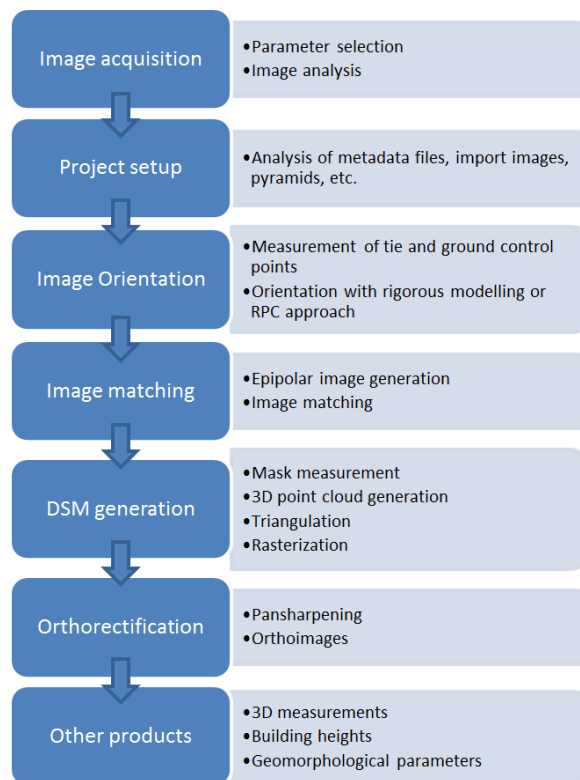 Image acquisition
•Parameter selection
•Image analysis
Project setup
•Analysis of metadata files, import images,
pyramids, etc.
Image Orientation
•Measurement of tie and ground control
points
•Orientation with rigorous modelling or
RPC approach
Image matching
•Epipolar image generation
•Image matching
DSM generation
•Mask measurement
•3D point cloud generation
•Triangulation
•Rasterization
Orthorectification
•Pansharpening
•Orthoimages
Other products
•3D measurements
•Building heights
•Geomorphological parameters